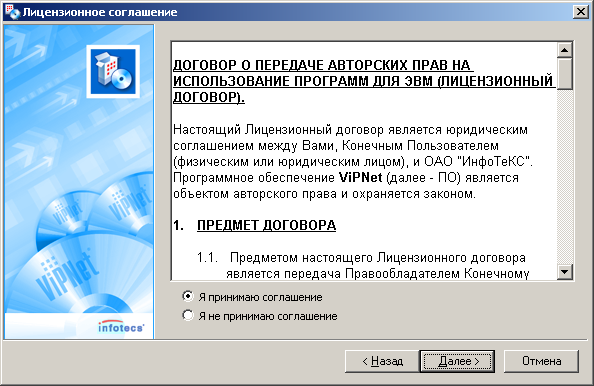 Лицензионное соглашение
ДОГОВОР О ПЕРЕДАЧЕ АВТОРСКИХ ПРАВ НА
ИСПОЛЬЗОВАНИЕ ПРОГРАММ ДЛЯ ЭВМ (ЛИЦЕНЗИОННЫЙ
ДОГОВОР).
Настоящий Лицензионный договор является юридическим
соглашением между Вами, Конечным Пользователем
(физическим или юридическим лицом), и ОАО "ИнфоТеКС".
Программное обеспечение ViPNet (далее - ПО) является
объектом авторского права и охраняется законом.
1. ПРЕДМЕТ ДОГОВОРА
1.1. Предметом настоящего Лицензионного договора
является передача Правообладателем Конечному
ViPNet
ViPNet
infotecs
Я принимаю соглашение
Я не принимаю соглашение
< Назад
Далее >
Отмена